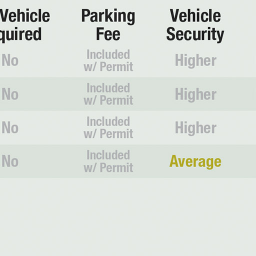 Vehicle Parking Vehicle
quired Fee Security
No Included w/ Permit Higher
No Included w/ Permit Higher
No Included w/ Permit Higher
No Included w/ Permit Average